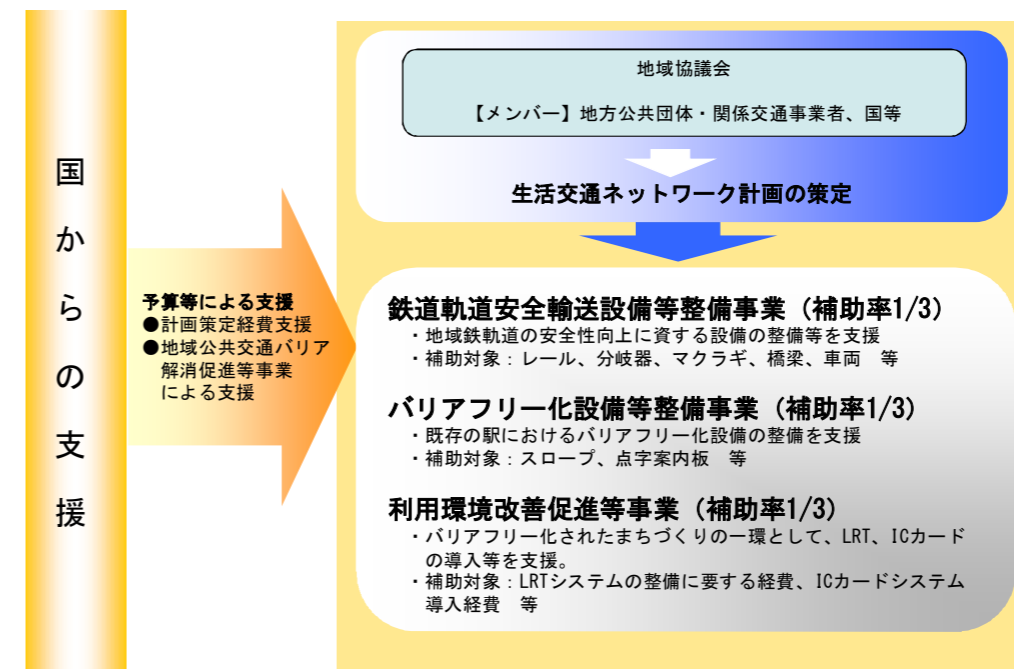 国からの支援
予算等による支援
●計画策定経費支援
●地域公共交通バリア
解消促進等事業
による支援
地域協議会
【メンバー】地方公共団体・関係交通事業者、国等
生活交通ネットワーク計画の策定
鉄道軌道安全輸送設備等整備事業（補助率1/3）
・地域鉄軌道の安全性向上に資する設備の整備等を支援
・補助対象：レール、分岐器、マクラギ、橋梁、車両　等
バリアフリー化設備等整備事業（補助率1/3）
・既存の駅におけるバリアフリー化設備の整備を支援
・補助対象：スロープ、点字案内板　等
利用環境改善促進等事業（補助率1/3）
・バリアフリー化されたまちづくりの一環として、LRT、ICカード
の導入等を支援。
・補助対象：LRTシステムの整備に要する経費、ICカードシステム
導入経費　等